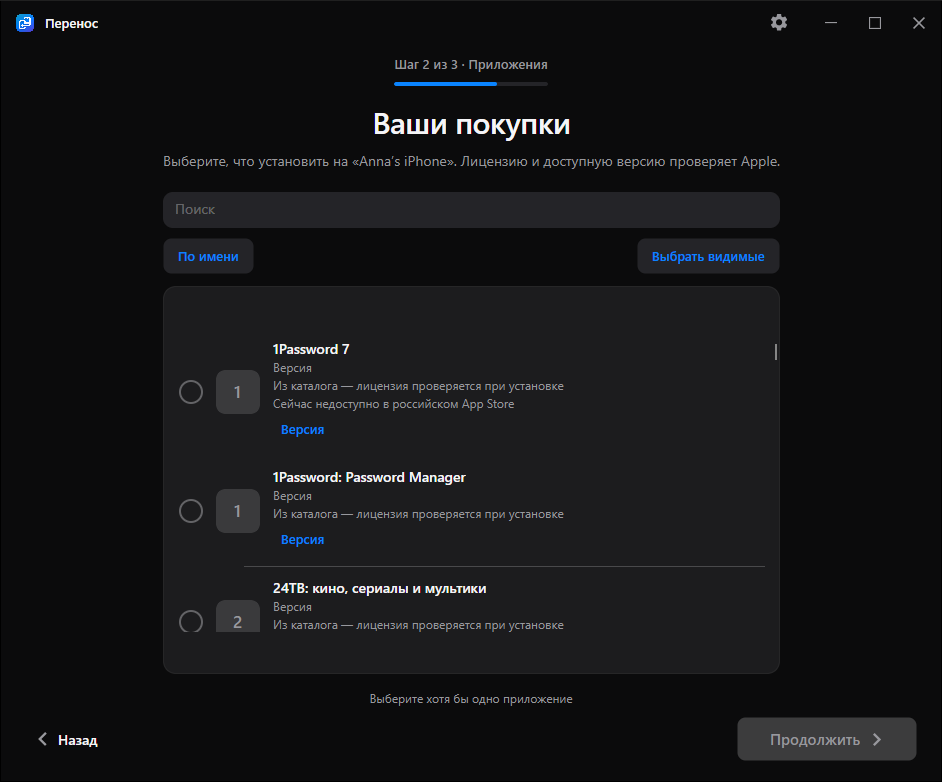 Перенос
Шаг 2 из 3 · Приложения
Ваши покупки
Выберите, что установить на «Anna's iPhone». Лицензию и доступную версию проверяет Apple.
Поиск
По имени
Выбрать видимые
1Password 7
Версия
1
Из каталога — лицензия проверяется при установке
Сейчас недоступно в российском App Store
Версия
1Password: Password Manager
Версия
1
Из каталога — лицензия проверяется при установке
Версия
24ТВ: кино, сериалы и мультики
Версия
2
Из каталога — лицензия проверяется при установке
Выберите хотя бы одно приложение
Назад
Продолжить